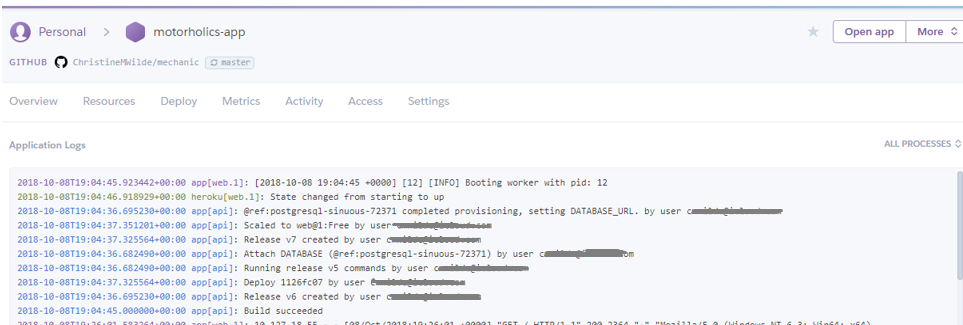 Personal > motorholics-app Open app More
GITHUB ChristineMWilde/mechanic master
Overview Resources Deploy Metrics Activity Access Settings
Application Logs ALL PROCESSES
2018-10-08T19:04:45.923442+00:00 app[web.1]: [2018-10-08 19:04:45 +0000] [12] [INFO] Booting worker with pid: 12
2018-10-08T19:04:46.918929+00:00 heroku[web.1]: State changed from starting to up
2018-10-08T19:04:36.695230+00:00 app[api]: @ref:postgresql-sinuous-72371 completed provisioning, setting DATABASE_URL. by user
2018-10-08T19:04:37.351201+00:00 app[api]: Scaled to web@1:Free by user
2018-10-08T19:04:37.325564+00:00 app[api]: Release v7 created by user
2018-10-08T19:04:36.682490+00:00 app[api]: Attach DATABASE (@ref:postgresql-sinuous-72371) by user
2018-10-08T19:04:36.682490+00:00 app[api]: Running release v5 commands by user
2018-10-08T19:04:37.325564+00:00 app[api]: Deploy 1126fc07 by user
2018-10-08T19:04:36.695230+00:00 app[api]: Release v6 created by user
2018-10-08T19:04:45.000000+00:00 app[api]: Build succeeded
2018-10-08T19:26:01.583264+00:00 app[web.1]: 10.127.18.55 - - [08/Oct/2018:19:26:01 +0000] "GET / HTTP/1.1" 200 2364 "-" "Mozilla/5.0 (Windows NT 6.3; Win64; x64)